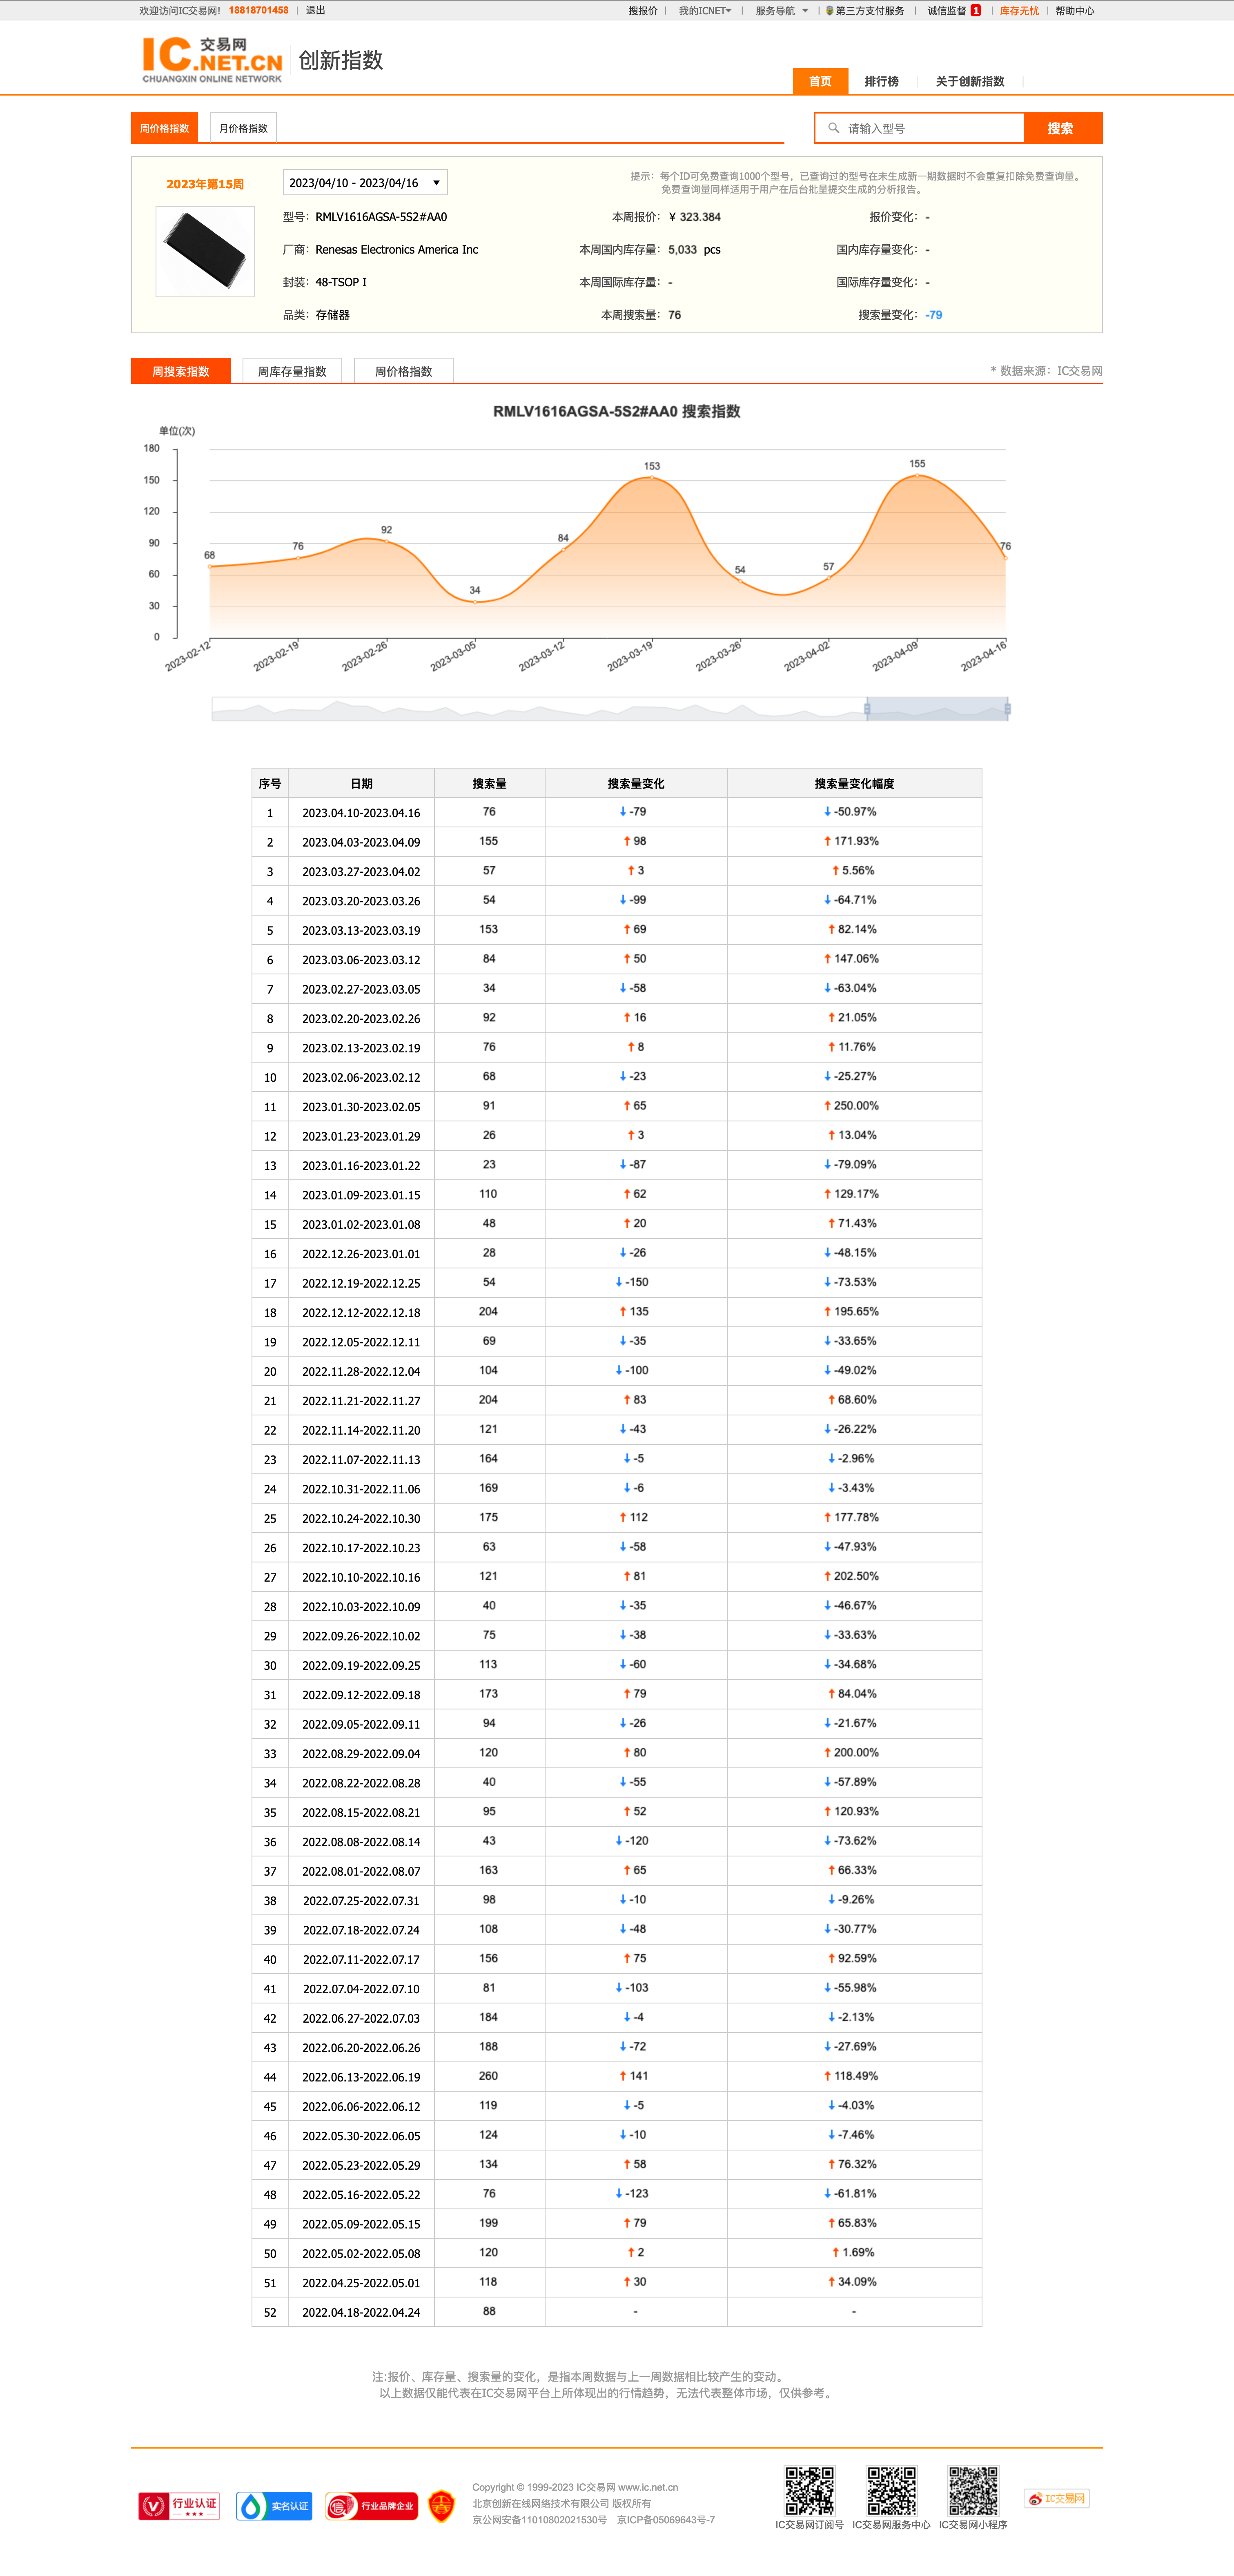 欢迎访问IC交易网! 18818701458 | 退出 搜报价 | 我的ICNET | 服务导航 | 第三方支付服务 | 诚信监督 1 | 库存无忧 | 帮助中心
IC 交易网 .NET.CN 创新指数
CHUANGXIN ONLINE NETWORK
首页 排行榜 关于创新指数
周价格指数 月价格指数 请输入型号 搜索
2023年第15周 2023/04/10 - 2023/04/16 提示：每个ID可免费查询1000个型号，已查询过的型号在未生成新一期数据时不会重复扣除免费查询量。
免费查询量同样适用于用户在后台批量提交生成的分析报告。
型号：RMLV1616AGSA-5S2#AA0 本周报价：¥ 323.384 报价变化：-
厂商：Renesas Electronics America Inc 本周国内库存量：5,033 pcs 国内库存量变化：-
封装：48-TSOP I 本周国际库存量：- 国际库存量变化：-
品类：存储器 本周搜索量：76 搜索量变化：-79
周搜索指数 周库存量指数 周价格指数 * 数据来源：IC交易网
RMLV1616AGSA-5S2#AA0 搜索指数
单位(次)
180
150
120
90
60
30
0
68 76 92 34 84 153 54 57 155 76
2023-02-12 2023-02-19 2023-02-26 2023-03-05 2023-03-12 2023-03-19 2023-03-26 2023-04-02 2023-04-09 2023-04-16
序号 日期 搜索量 搜索量变化 搜索量变化幅度
1 2023.04.10-2023.04.16 76 ↓ -79 ↓ -50.97%
2 2023.04.03-2023.04.09 155 ↑ 98 ↑ 171.93%
3 2023.03.27-2023.04.02 57 ↑ 3 ↑ 5.56%
4 2023.03.20-2023.03.26 54 ↓ -99 ↓ -64.71%
5 2023.03.13-2023.03.19 153 ↑ 69 ↑ 82.14%
6 2023.03.06-2023.03.12 84 ↑ 50 ↑ 147.06%
7 2023.02.27-2023.03.05 34 ↓ -58 ↓ -63.04%
8 2023.02.20-2023.02.26 92 ↑ 16 ↑ 21.05%
9 2023.02.13-2023.02.19 76 ↑ 8 ↑ 11.76%
10 2023.02.06-2023.02.12 68 ↓ -23 ↓ -25.27%
11 2023.01.30-2023.02.05 91 ↑ 65 ↑ 250.00%
12 2023.01.23-2023.01.29 26 ↑ 3 ↑ 13.04%
13 2023.01.16-2023.01.22 23 ↓ -87 ↓ -79.09%
14 2023.01.09-2023.01.15 110 ↑ 62 ↑ 129.17%
15 2023.01.02-2023.01.08 48 ↑ 20 ↑ 71.43%
16 2022.12.26-2023.01.01 28 ↓ -26 ↓ -48.15%
17 2022.12.19-2022.12.25 54 ↓ -150 ↓ -73.53%
18 2022.12.12-2022.12.18 204 ↑ 135 ↑ 195.65%
19 2022.12.05-2022.12.11 69 ↓ -35 ↓ -33.65%
20 2022.11.28-2022.12.04 104 ↓ -100 ↓ -49.02%
21 2022.11.21-2022.11.27 204 ↑ 83 ↑ 68.60%
22 2022.11.14-2022.11.20 121 ↓ -43 ↓ -26.22%
23 2022.11.07-2022.11.13 164 ↓ -5 ↓ -2.96%
24 2022.10.31-2022.11.06 169 ↓ -6 ↓ -3.43%
25 2022.10.24-2022.10.30 175 ↑ 112 ↑ 177.78%
26 2022.10.17-2022.10.23 63 ↓ -58 ↓ -47.93%
27 2022.10.10-2022.10.16 121 ↑ 81 ↑ 202.50%
28 2022.10.03-2022.10.09 40 ↓ -35 ↓ -46.67%
29 2022.09.26-2022.10.02 75 ↓ -38 ↓ -33.63%
30 2022.09.19-2022.09.25 113 ↓ -60 ↓ -34.68%
31 2022.09.12-2022.09.18 173 ↑ 79 ↑ 84.04%
32 2022.09.05-2022.09.11 94 ↓ -26 ↓ -21.67%
33 2022.08.29-2022.09.04 120 ↑ 80 ↑ 200.00%
34 2022.08.22-2022.08.28 40 ↓ -55 ↓ -57.89%
35 2022.08.15-2022.08.21 95 ↑ 52 ↑ 120.93%
36 2022.08.08-2022.08.14 43 ↓ -120 ↓ -73.62%
37 2022.08.01-2022.08.07 163 ↑ 65 ↑ 66.33%
38 2022.07.25-2022.07.31 98 ↓ -10 ↓ -9.26%
39 2022.07.18-2022.07.24 108 ↓ -48 ↓ -30.77%
40 2022.07.11-2022.07.17 156 ↑ 75 ↑ 92.59%
41 2022.07.04-2022.07.10 81 ↓ -103 ↓ -55.98%
42 2022.06.27-2022.07.03 184 ↓ -4 ↓ -2.13%
43 2022.06.20-2022.06.26 188 ↓ -72 ↓ -27.69%
44 2022.06.13-2022.06.19 260 ↑ 141 ↑ 118.49%
45 2022.06.06-2022.06.12 119 ↓ -5 ↓ -4.03%
46 2022.05.30-2022.06.05 124 ↓ -10 ↓ -7.46%
47 2022.05.23-2022.05.29 134 ↑ 58 ↑ 76.32%
48 2022.05.16-2022.05.22 76 ↓ -123 ↓ -61.81%
49 2022.05.09-2022.05.15 199 ↑ 79 ↑ 65.83%
50 2022.05.02-2022.05.08 120 ↑ 2 ↑ 1.69%
51 2022.04.25-2022.05.01 118 ↑ 30 ↑ 34.09%
52 2022.04.18-2022.04.24 88 - -
注:报价、库存量、搜索量的变化，是指本周数据与上一周数据相比较产生的变动。
以上数据仅能代表在IC交易网平台上所体现出的行情趋势，无法代表整体市场，仅供参考。
行业认证 实名认证 信 行业品牌企业
Copyright © 1999-2023 IC交易网 www.ic.net.cn
北京创新在线网络技术有限公司 版权所有
京公网安备11010802021530号 京ICP备05069643号-7
IC交易网订阅号 IC交易网服务中心 IC交易网小程序
IC交易网